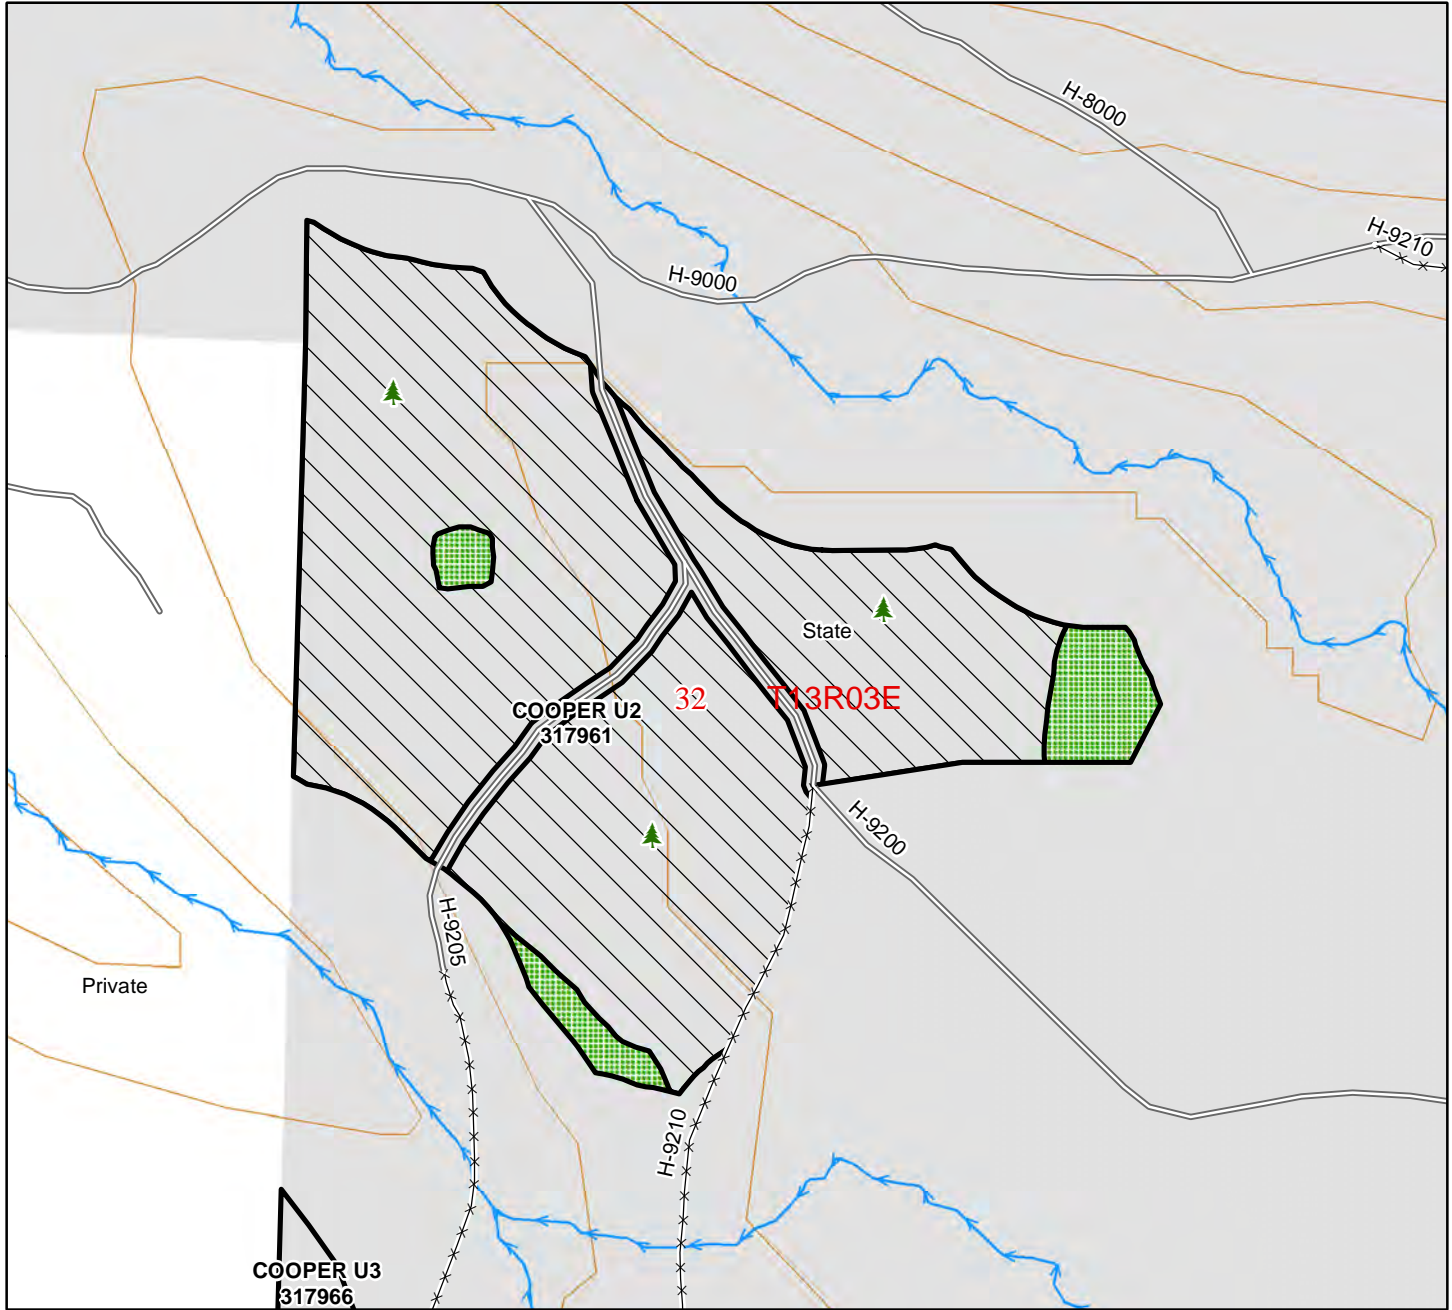 H-8000
H-9210
H-9000
State
32
T13R03E
COOPER U2
317961
H-9200
H-9205
Private
H-9210
COOPER U3
317966